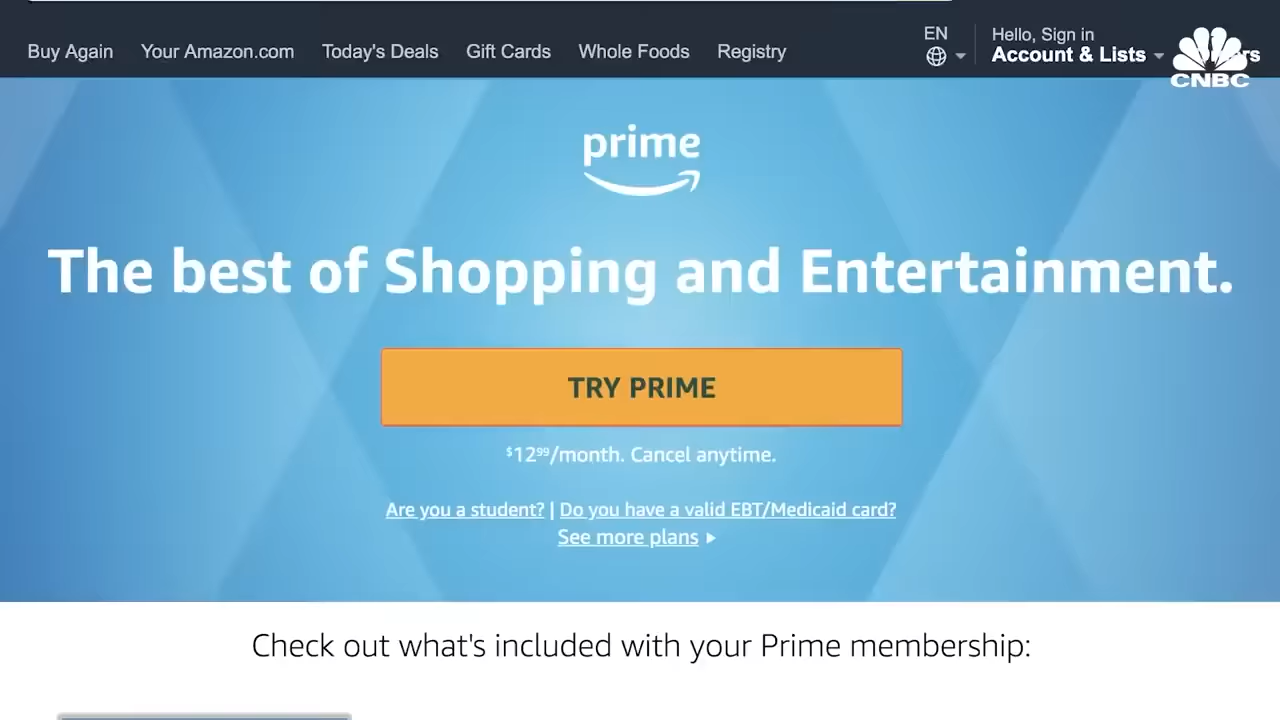 Buy Again Your Amazon.com Today's Deals Gift Cards Whole Foods Registry
EN
Hello, Sign in
Account & Lists
CNBC
prime
The best of Shopping and Entertainment.
TRY PRIME
$12⁹⁹/month. Cancel anytime.
Are you a student? | Do you have a valid EBT/Medicaid card?
See more plans
Check out what's included with your Prime membership: